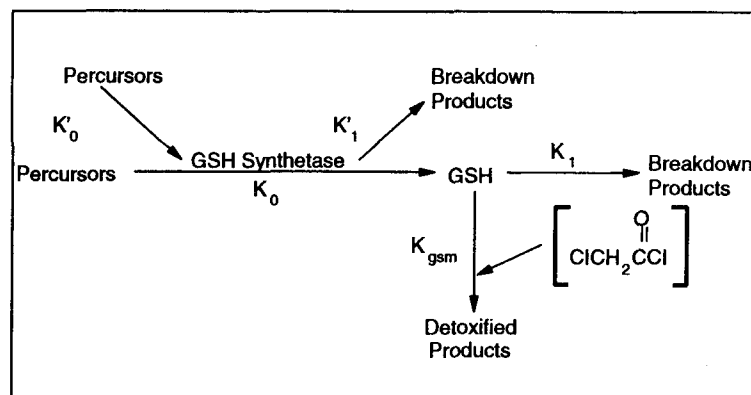 Percursors
Breakdown
Products
K'0
K'1
GSH Synthetase
Percursors
K0
GSH
K1
Breakdown
Products
Kgsm
O
ClCH2CCl
Detoxified
Products